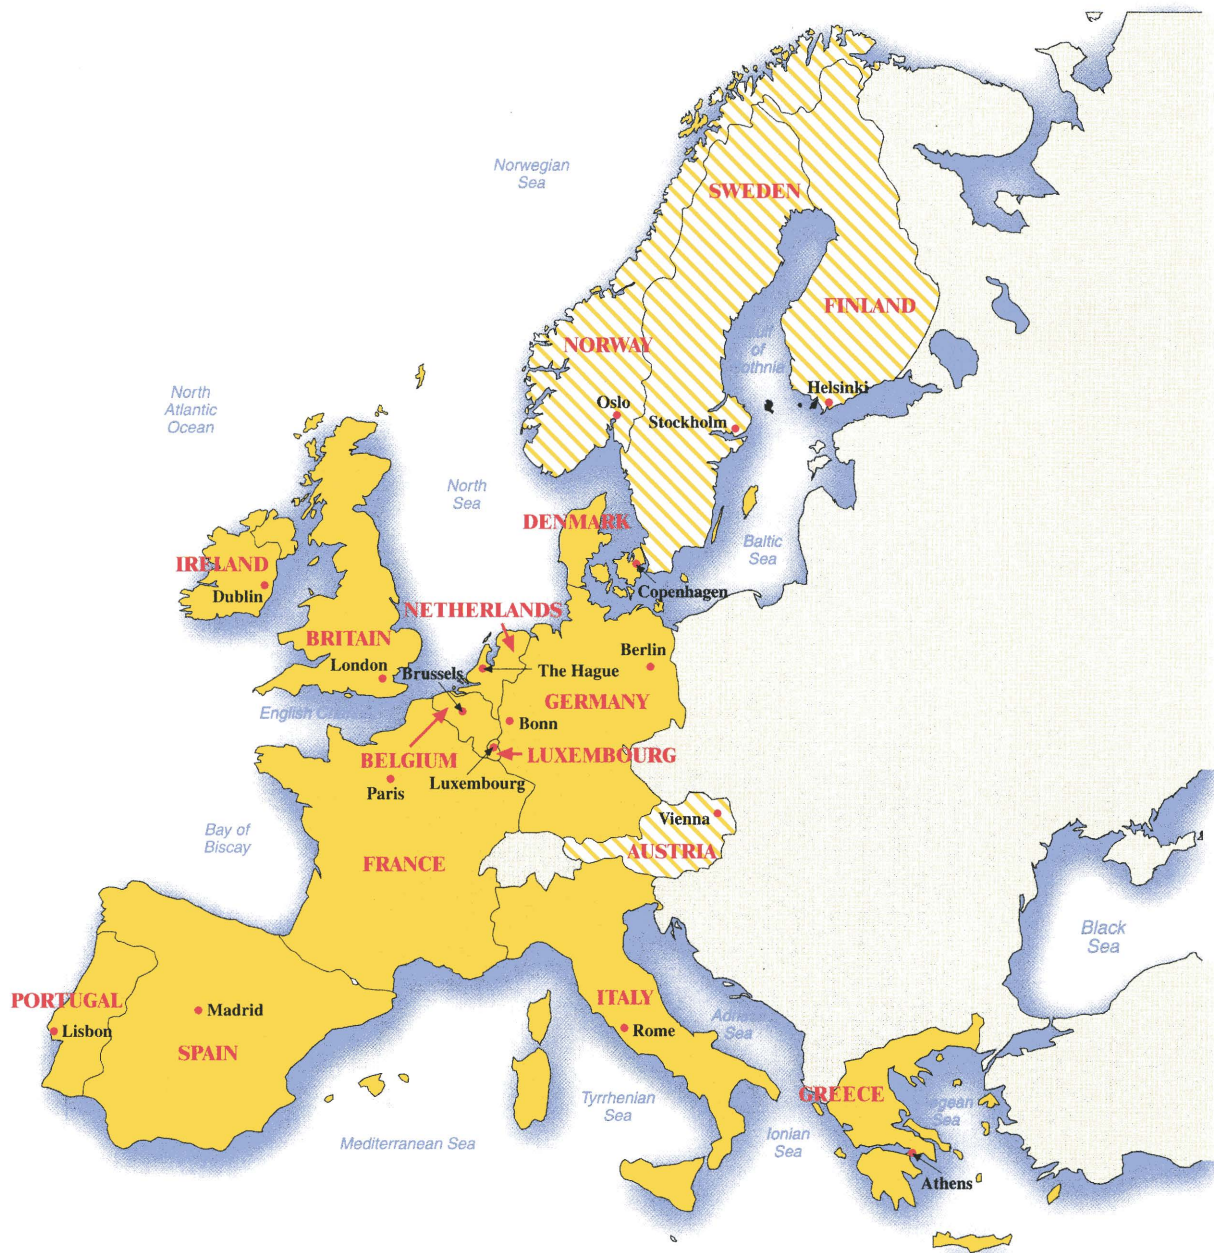 Norwegian
Sea
SWEDEN
FINLAND
NORWAY
of
North
Atlantic
Ocean
Helsinki
Oslo
Stockholm
North
Sea
DENMARK
Baltic
Sea
IRELAND
Dublin
Copenhagen
NETHERLANDS
BRITAIN
London
Berlin
Brussels
The Hague
GERMANY
English
Bonn
BELGIUM
LUXEMBOURG
Luxembourg
Paris
Vienna
Bay of
Biscay
AUSTRIA
FRANCE
Black
Sea
PORTUGAL
Lisbon
Madrid
SPAIN
ITALY
Rome
Sea
Tyrrhenian
Sea
GREECE
Sea
Mediterranean Sea
Ionian
Sea
Athens